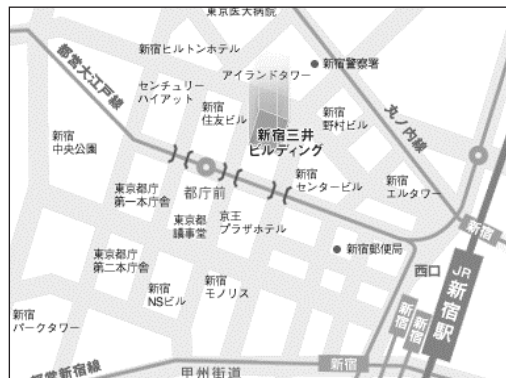 東京医大病院
新宿ヒルトンホテル
都営大江戸線
センチュリー
ハイアット
アイランドタワー
新宿警察署
新宿
住友ビル
新宿三井
ビルディング
新宿
野村ビル
丸ノ内線
新宿
中央公園
東京都庁
第一本庁舎
都庁前
新宿
センタービル
新宿
エルタワー
東京都
議事堂
京王
プラザホテル
新宿郵便局
新宿
西口
JR
新宿駅
東京都庁
第二本庁舎
新宿
NSビル
新宿
モノリス
新宿
新宿
新宿
パークタワー
都営新宿線
甲州街道
新宿